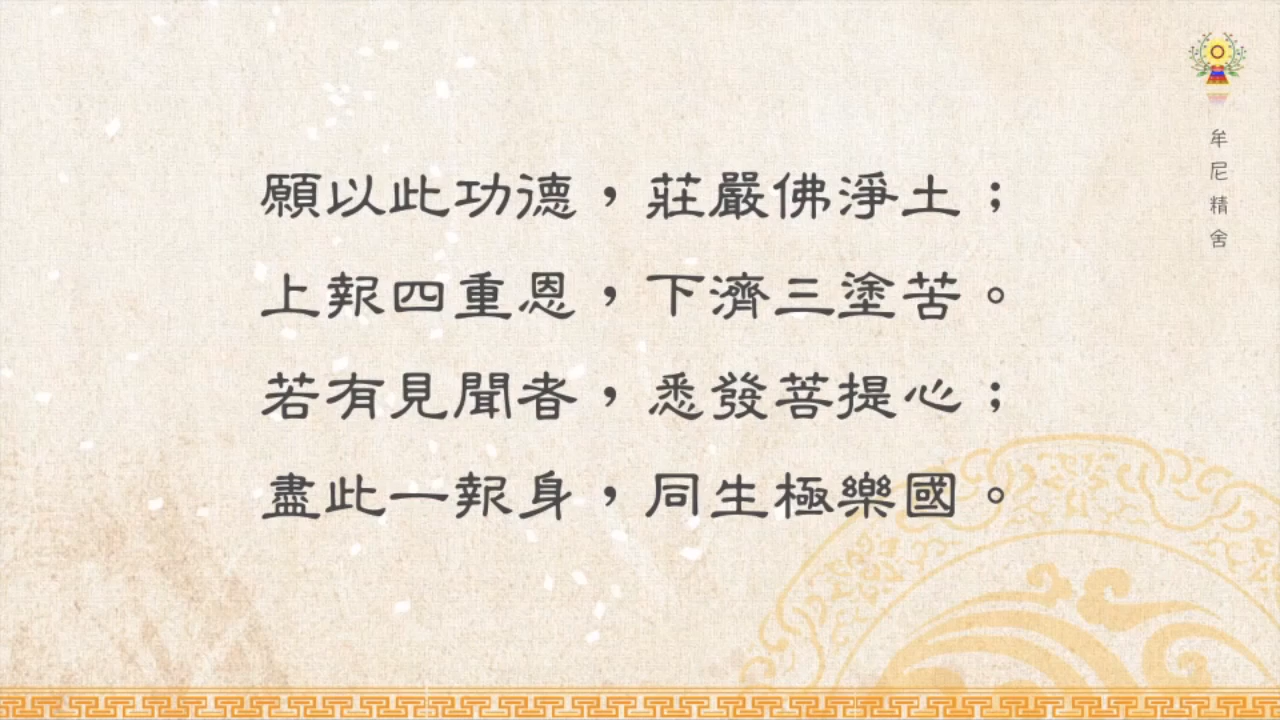 願以此功德，莊嚴佛淨土；
上報四重恩，下濟三塗苦。
若有見聞者，悉發菩提心；
盡此一報身，同生極樂國。
牟尼精舍